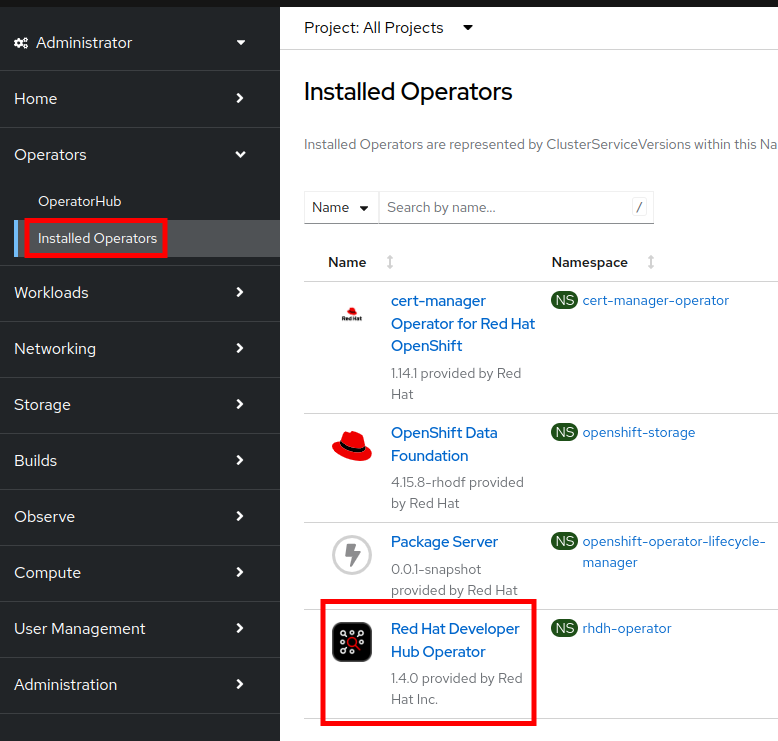 Administrator
Home
Operators
OperatorHub
Installed Operators
Workloads
Networking
Storage
Builds
Observe
Compute
User Management
Administration
Project: All Projects
Installed Operators
Installed Operators are represented by ClusterServiceVersions within this Na
Name
Search by name...
/
Name
Namespace
Red Hat
cert-manager
Operator for Red Hat
OpenShift
1.14.1 provided by Red
Hat
NS cert-manager-operator
OpenShift Data
Foundation
4.15.8-rhodf provided
by Red Hat
NS openshift-storage
Package Server
0.0.1-snapshot
provided by Red Hat
NS openshift-operator-lifecycle-
manager
Red Hat Developer
Hub Operator
1.4.0 provided by Red
Hat Inc.
NS rhdh-operator